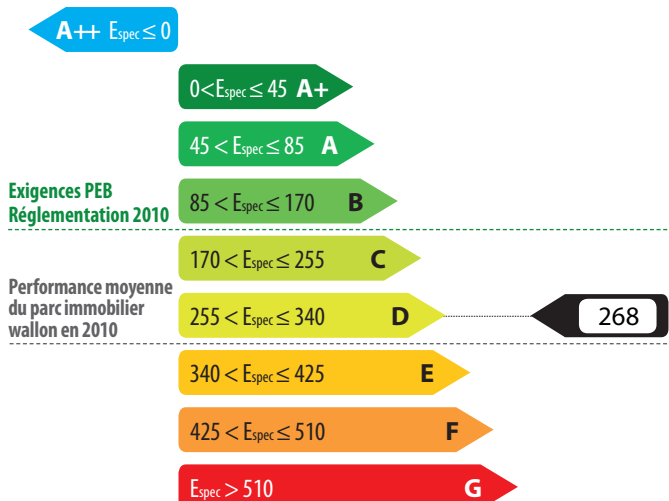 A++ Espec ≤ 0
0 < Espec ≤ 45 A+
45 < Espec ≤ 85 A
Exigences PEB
Réglementation 2010
85 < Espec ≤ 170 B
170 < Espec ≤ 255 C
Performance moyenne
du parc immobilier
wallon en 2010
255 < Espec ≤ 340 D
268
340 < Espec ≤ 425 E
425 < Espec ≤ 510 F
Espec > 510 G